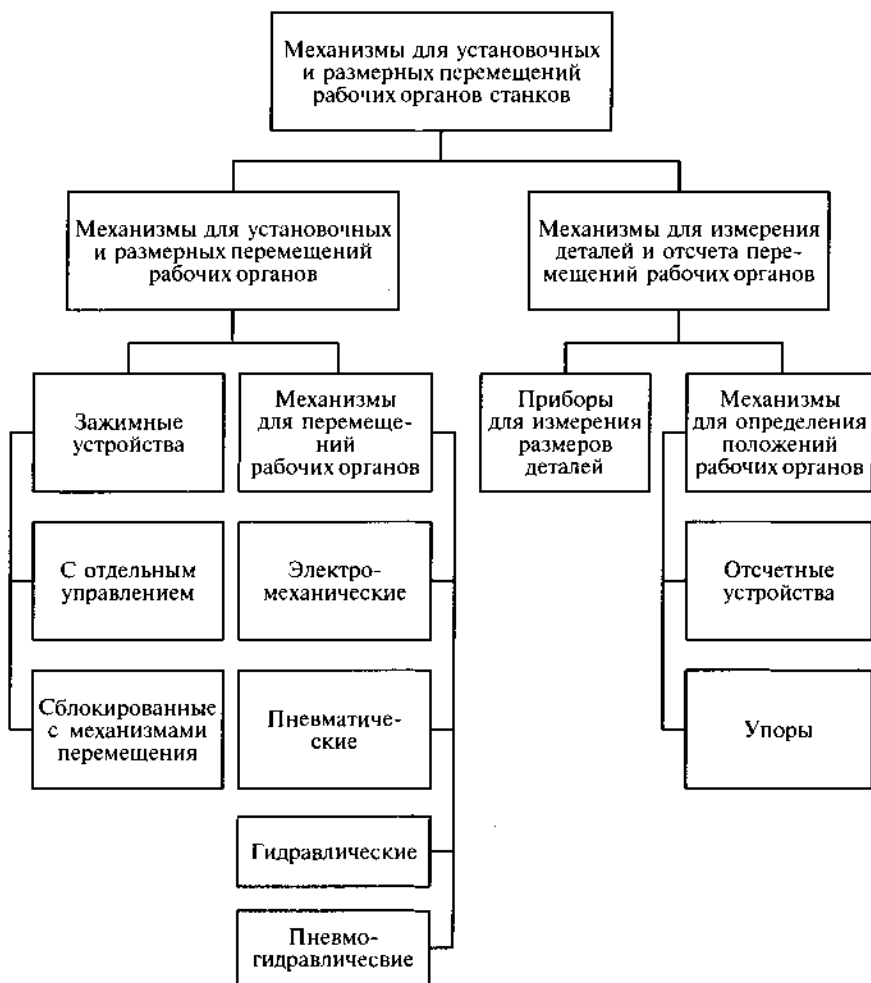 Механизмы для установочных
и размерных перемещений
рабочих органов станков
Механизмы для установочных
и размерных перемещений
рабочих органов
Механизмы для измерения
деталей и отсчета пере-
мещений рабочих органов
Зажимные
устройства
Механизмы
для перемеще-
ний
рабочих органов
Приборы
для измерения
размеров
деталей
Механизмы
для определения
положений
рабочих органов
С отдельным
управлением
Электро-
механические
Отсчетные
устройства
Сблокированные
с механизмами
перемещения
Пневматиче-
ские
Упоры
Гидравлические
Пневмо-
гидравличесвие